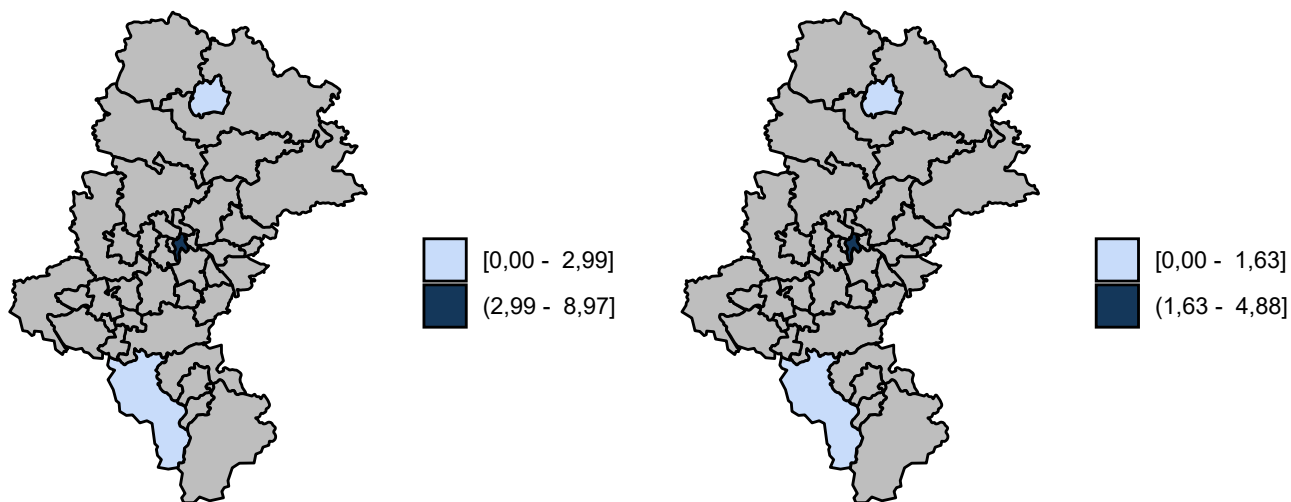 [0,00 - 2,99]
(2,99 - 8,97]
[0,00 - 1,63]
(1,63 - 4,88]